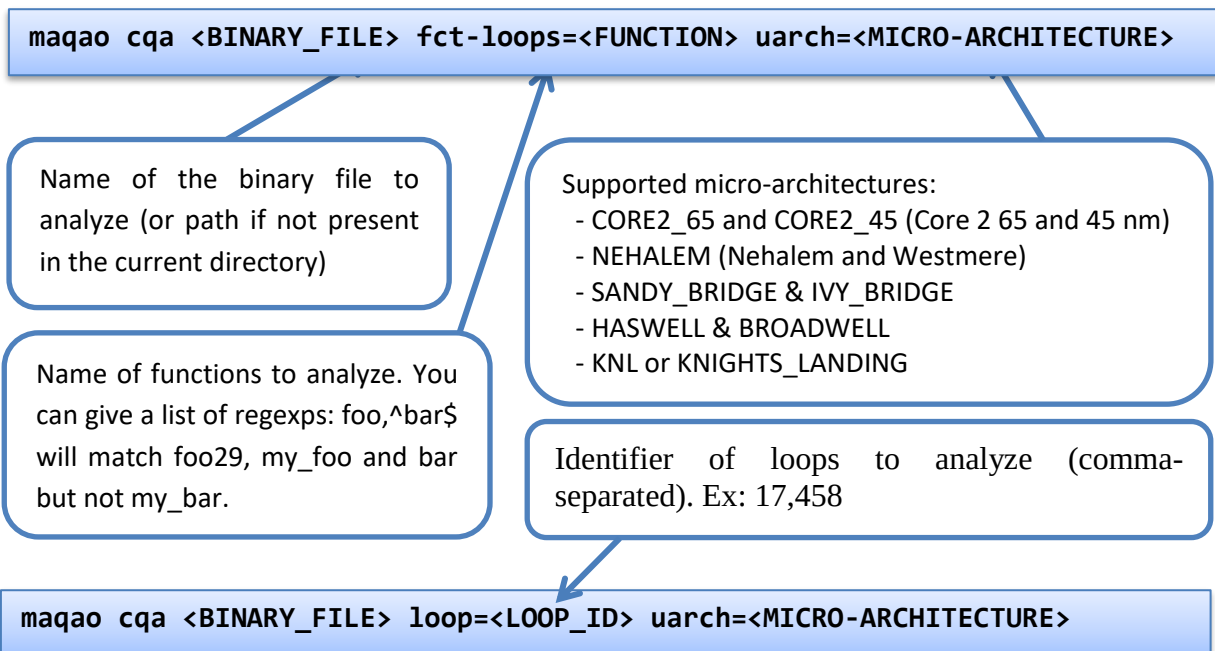 maqao cqa <BINARY_FILE> fct-loops=<FUNCTION> uarch=<MICRO-ARCHITECTURE>
Name of the binary file to
analyze (or path if not present
in the current directory)
Supported micro-architectures:
- CORE2_65 and CORE2_45 (Core 2 65 and 45 nm)
- NEHALEM (Nehalem and Westmere)
- SANDY_BRIDGE & IVY_BRIDGE
- HASWELL & BROADWELL
- KNL or KNIGHTS_LANDING
Name of functions to analyze. You
can give a list of regexps: foo,^bar$
will match foo29, my_foo and bar
but not my_bar.
Identifier of loops to analyze (comma-
separated). Ex: 17,458
maqao cqa <BINARY_FILE> loop=<LOOP_ID> uarch=<MICRO-ARCHITECTURE>